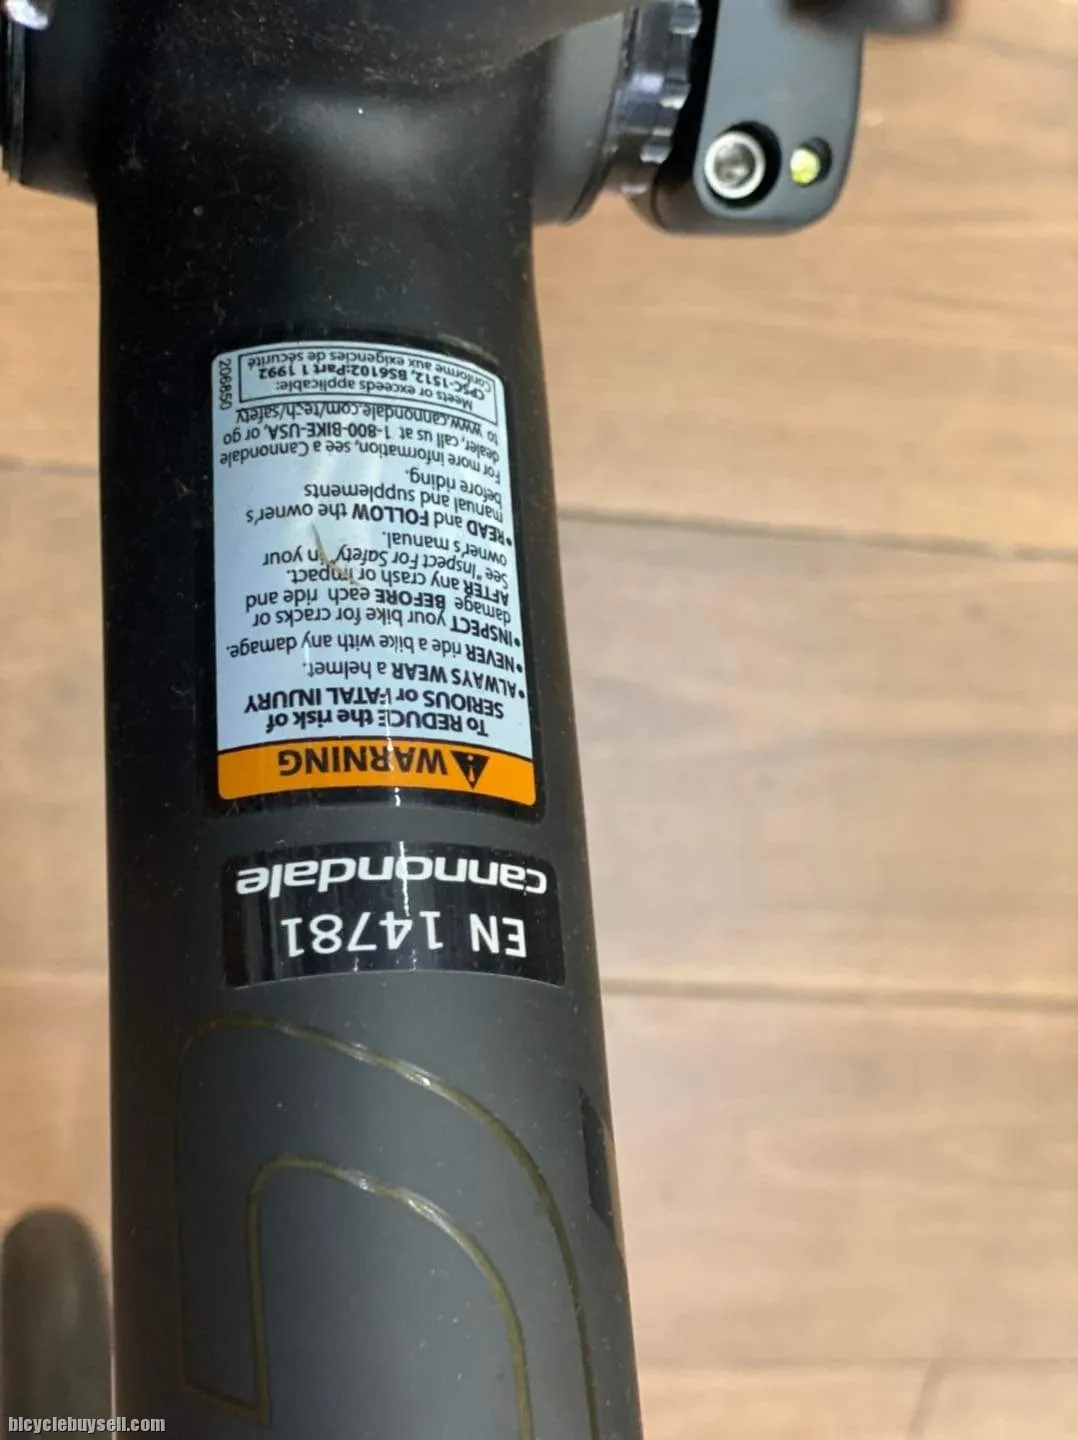 EN 14781
cannondale
WARNING
To REDUCE the risk of
SERIOUS or FATAL INJURY
•ALWAYS WEAR a helmet.
•NEVER ride a bike with any damage.
•INSPECT your bike for cracks or
damage BEFORE each ride and
AFTER any crash or impact.
See "Inspect For Safety" in your
owner's manual.
•READ and FOLLOW the owner's
manual and supplements
before riding.
For more information, see a Cannondale
dealer, call us at 1-800-BIKE-USA, or go
to www.cannondale.com/tech/safety
Meets or exceeds applicable:
CPSC-1512, BS6102:Part 1 1992
Conforme aux exigencies de sécurité
206850
bicyclebuysell.com